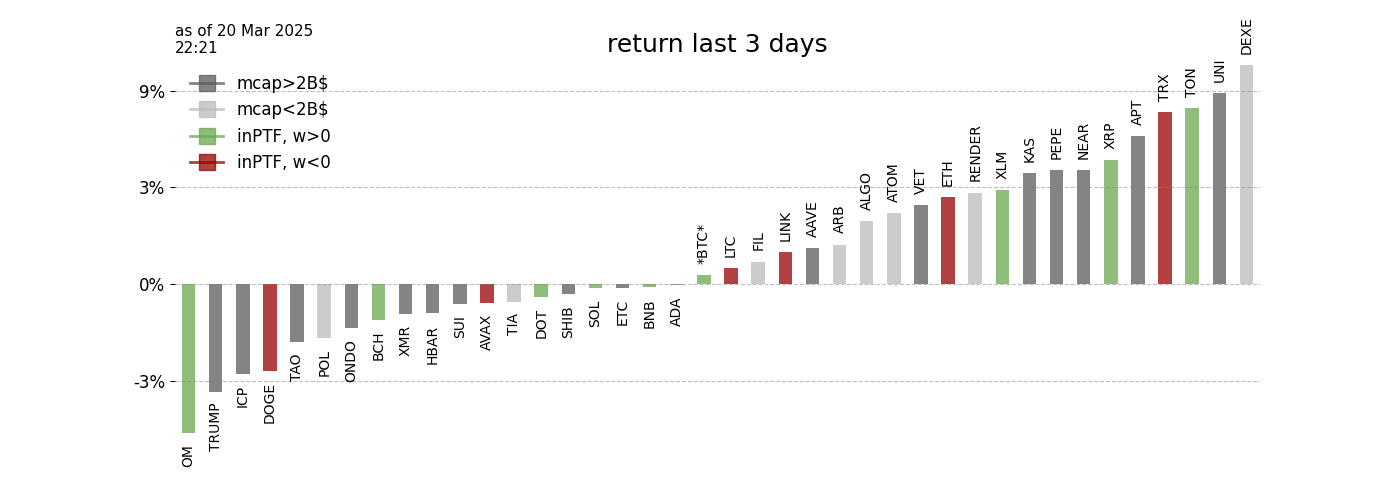 as of 20 Mar 2025
22:21
return last 3 days
mcap>2B$
mcap<2B$
inPTF, w>0
inPTF, w<0
9%
3%
0%
-3%
OM
TRUMP
ICP
DOGE
TAO
POL
ONDO
BCH
XMR
HBAR
SUI
AVAX
TIA
DOT
SHIB
SOL
ETC
BNB
ADA
*BTC*
LTC
FIL
LINK
AAVE
ARB
ALGO
ATOM
VET
ETH
RENDER
XLM
KAS
PEPE
NEAR
XRP
APT
TRX
TON
UNI
DEXE